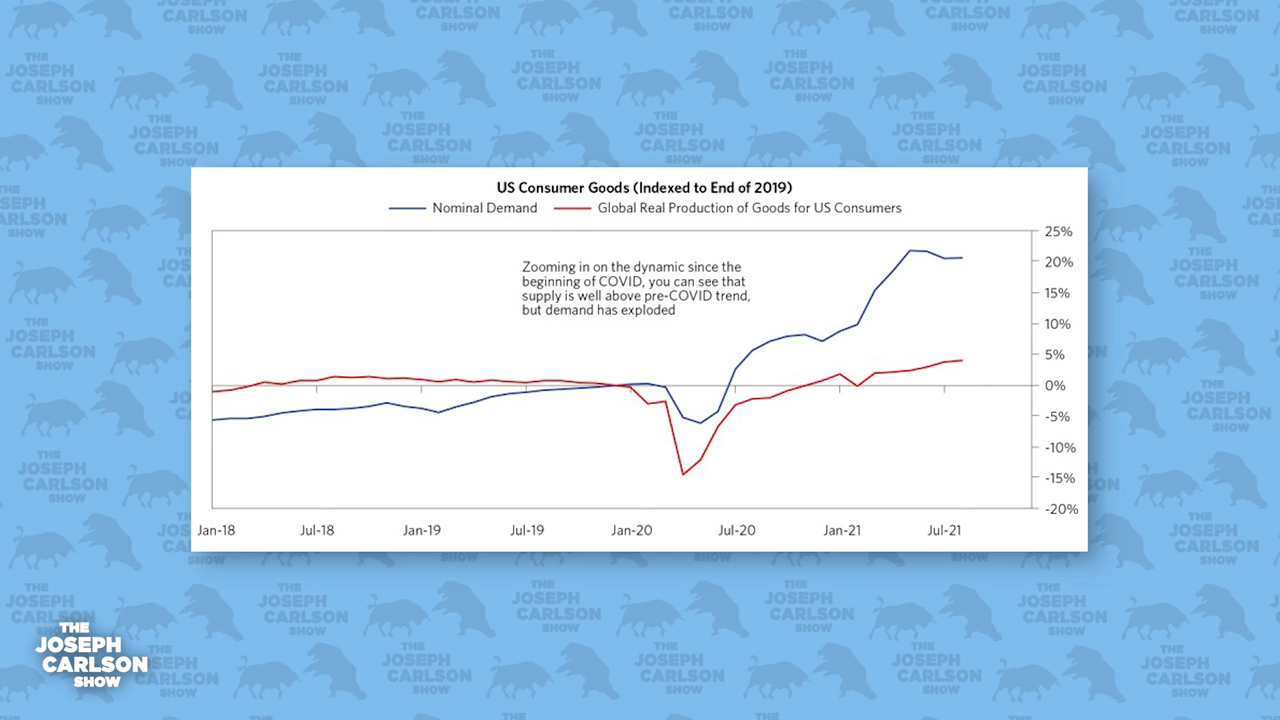 US Consumer Goods (Indexed to End of 2019)
Nominal Demand Global Real Production of Goods for US Consumers
Zooming in on the dynamic since the
beginning of COVID, you can see that
supply is well above pre-COVID trend,
but demand has exploded
25%
20%
15%
10%
5%
0%
-5%
-10%
-15%
-20%
Jan-18 Jul-18 Jan-19 Jul-19 Jan-20 Jul-20 Jan-21 Jul-21
THE
JOSEPH
CARLSON
SHOW